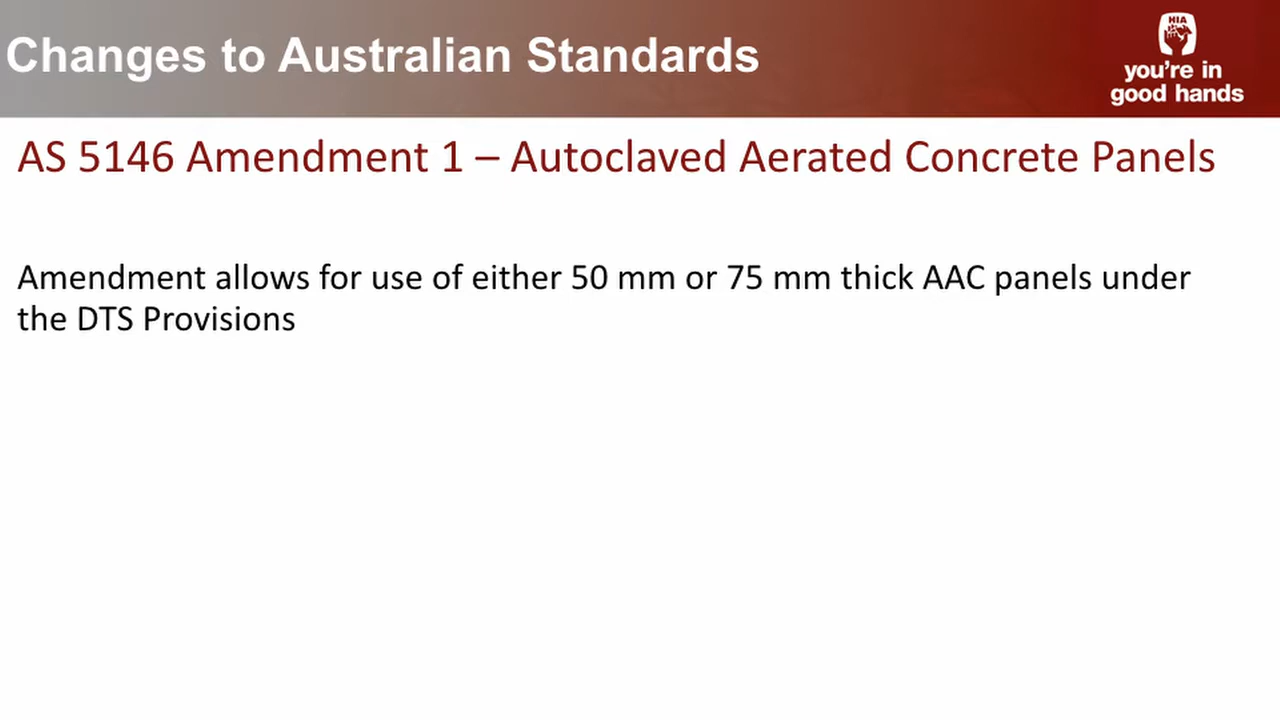 Changes to Australian Standards
HIA
you're in
good hands
AS 5146 Amendment 1 – Autoclaved Aerated Concrete Panels
Amendment allows for use of either 50 mm or 75 mm thick AAC panels under
the DTS Provisions